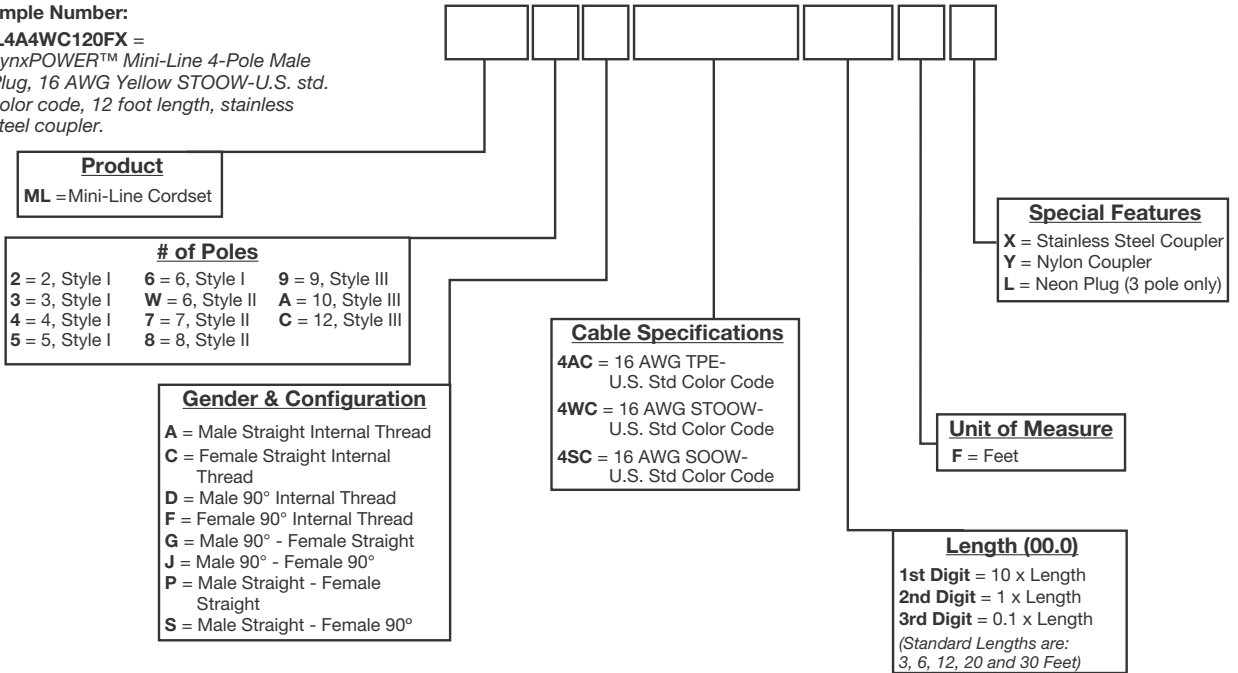 mple Number:
L4A4WC120FX =
ynxPOWER™ Mini-Line 4-Pole Male
Plug, 16 AWG Yellow STOOW-U.S. std.
olor code, 12 foot length, stainless
teel coupler.
Product
ML =Mini-Line Cordset
# of Poles
2 = 2, Style I 6 = 6, Style I 9 = 9, Style III
3 = 3, Style I W = 6, Style II A = 10, Style III
4 = 4, Style I 7 = 7, Style II C = 12, Style III
5 = 5, Style I 8 = 8, Style II
Gender & Configuration
A = Male Straight Internal Thread
C = Female Straight Internal
Thread
D = Male 90° Internal Thread
F = Female 90° Internal Thread
G = Male 90° - Female Straight
J = Male 90° - Female 90°
P = Male Straight - Female
Straight
S = Male Straight - Female 90º
Cable Specifications
4AC = 16 AWG TPE-
U.S. Std Color Code
4WC = 16 AWG STOOW-
U.S. Std Color Code
4SC = 16 AWG SOOW-
U.S. Std Color Code
Special Features
X = Stainless Steel Coupler
Y = Nylon Coupler
L = Neon Plug (3 pole only)
Unit of Measure
F = Feet
Length (00.0)
1st Digit = 10 x Length
2nd Digit = 1 x Length
3rd Digit = 0.1 x Length
(Standard Lengths are:
3, 6, 12, 20 and 30 Feet)